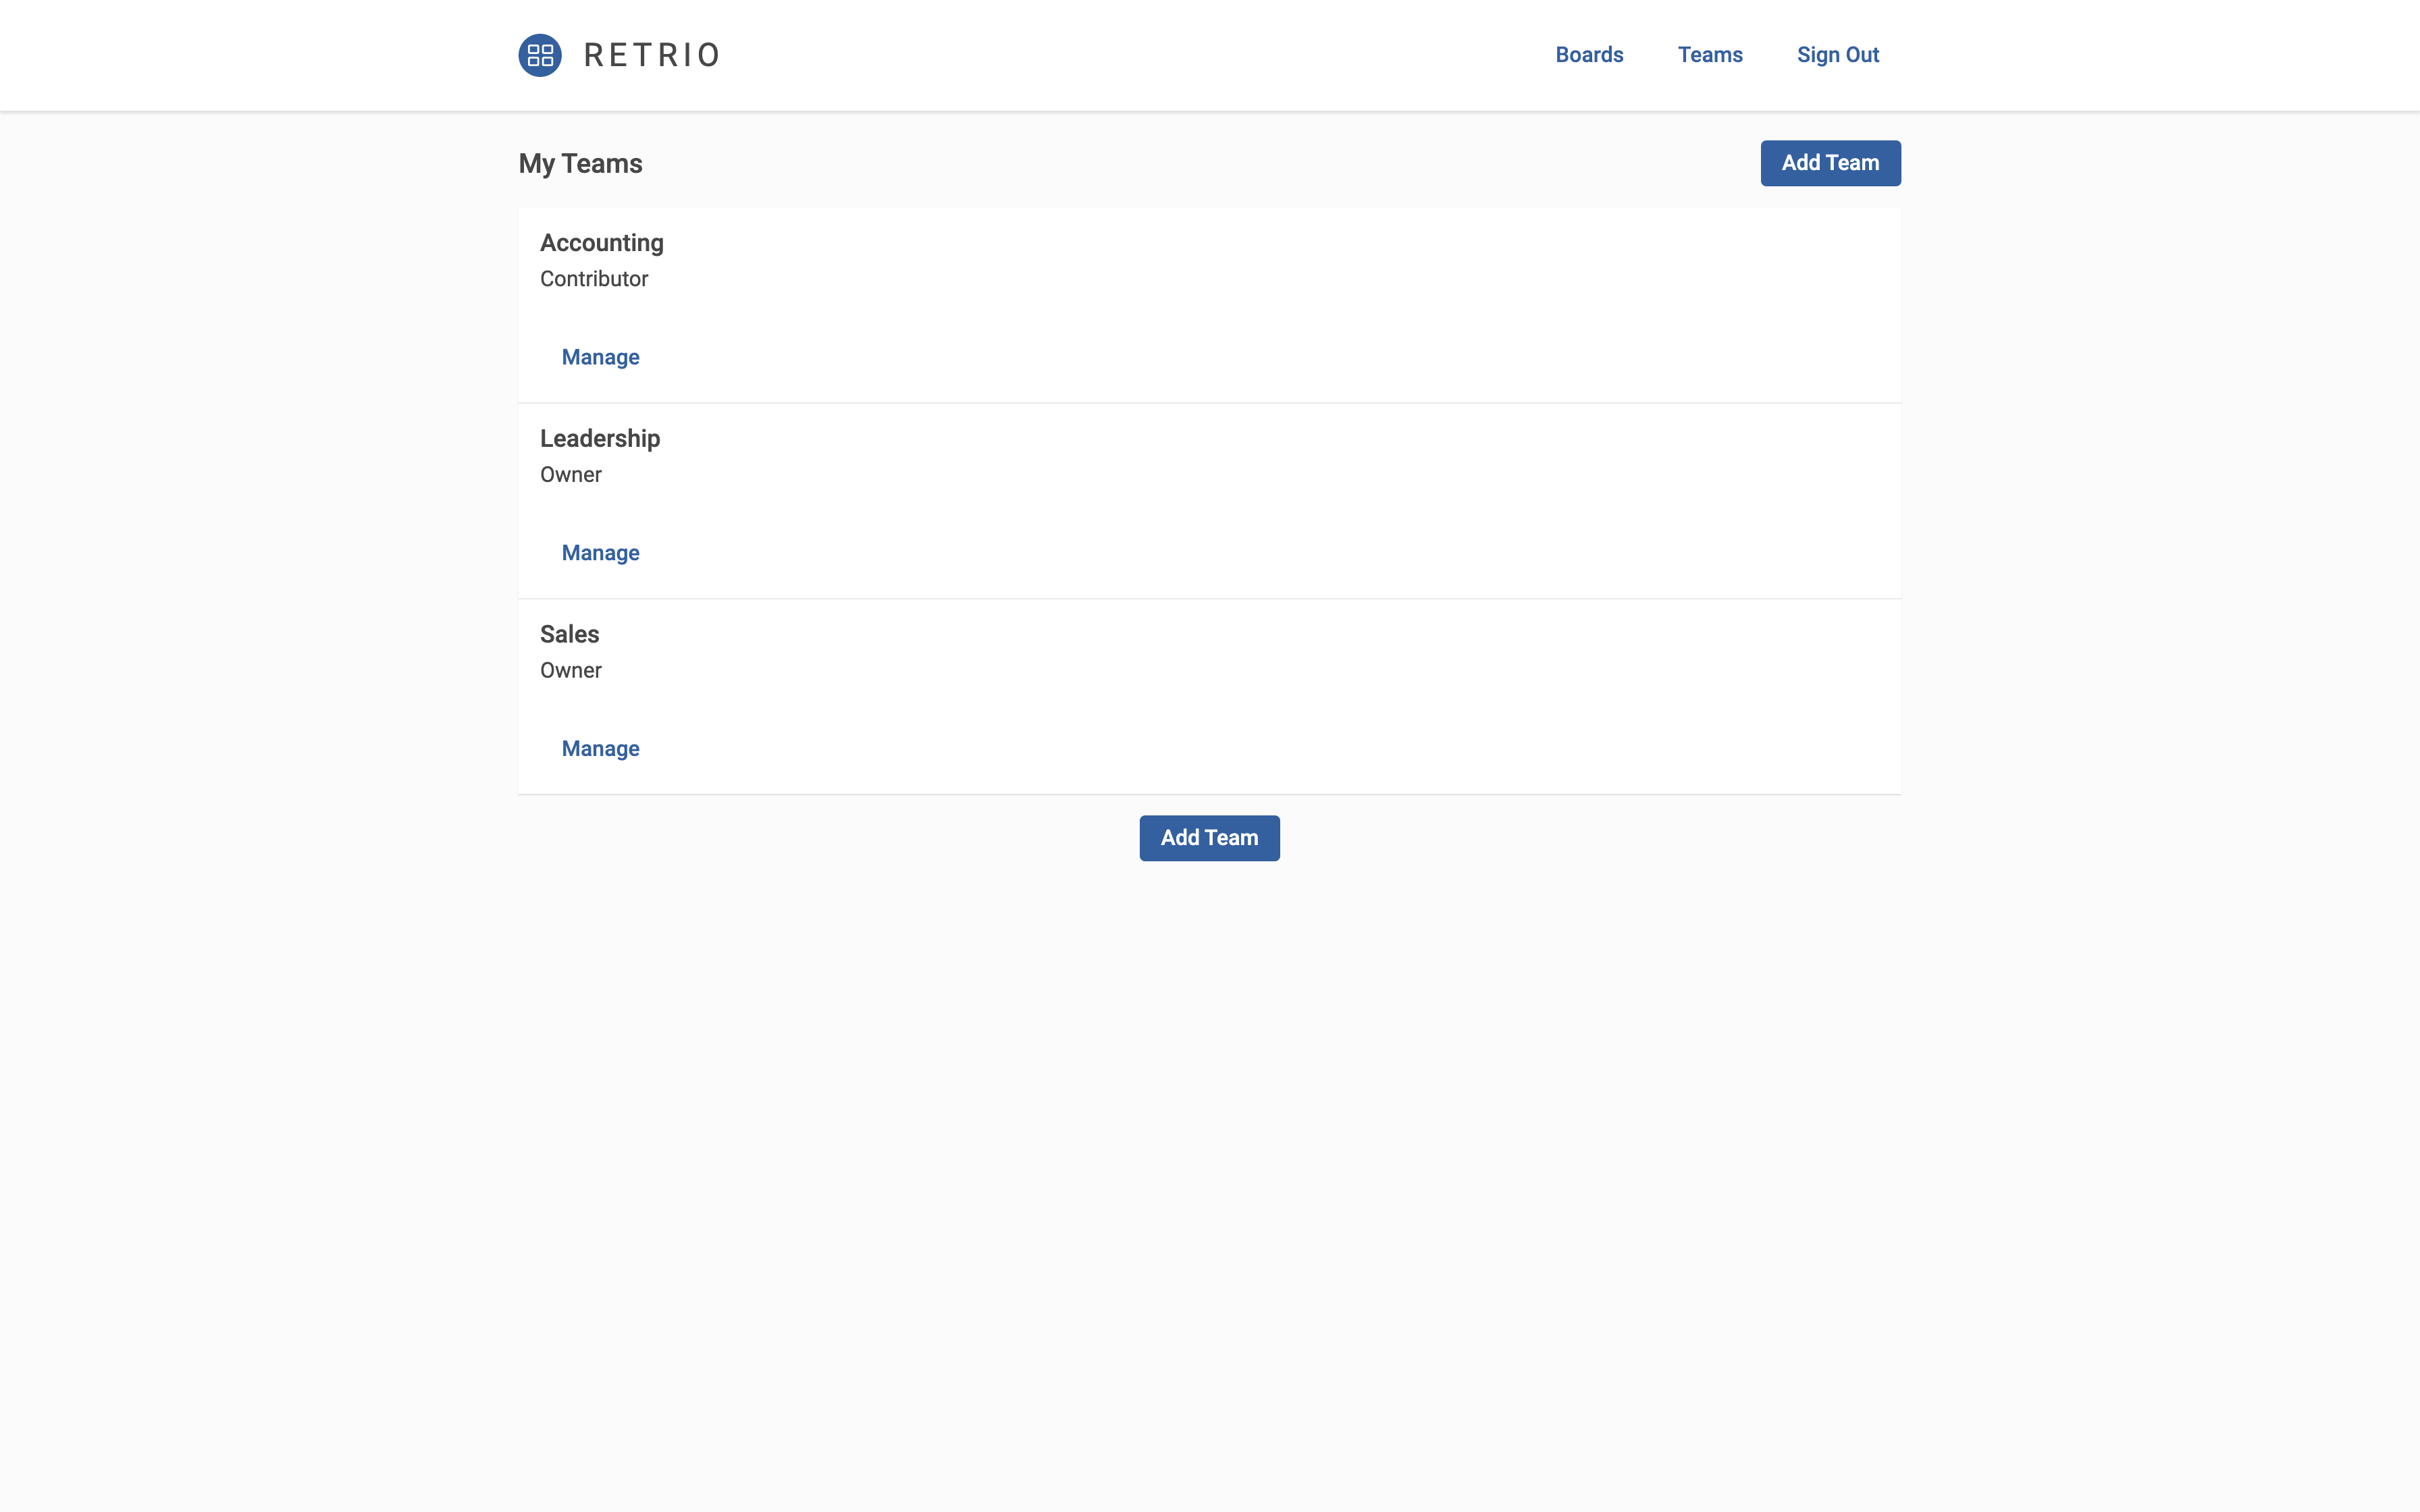 RETRIO
Boards Teams Sign Out
My Teams
Add Team
Accounting
Contributor
Manage
Leadership
Owner
Manage
Sales
Owner
Manage
Add Team